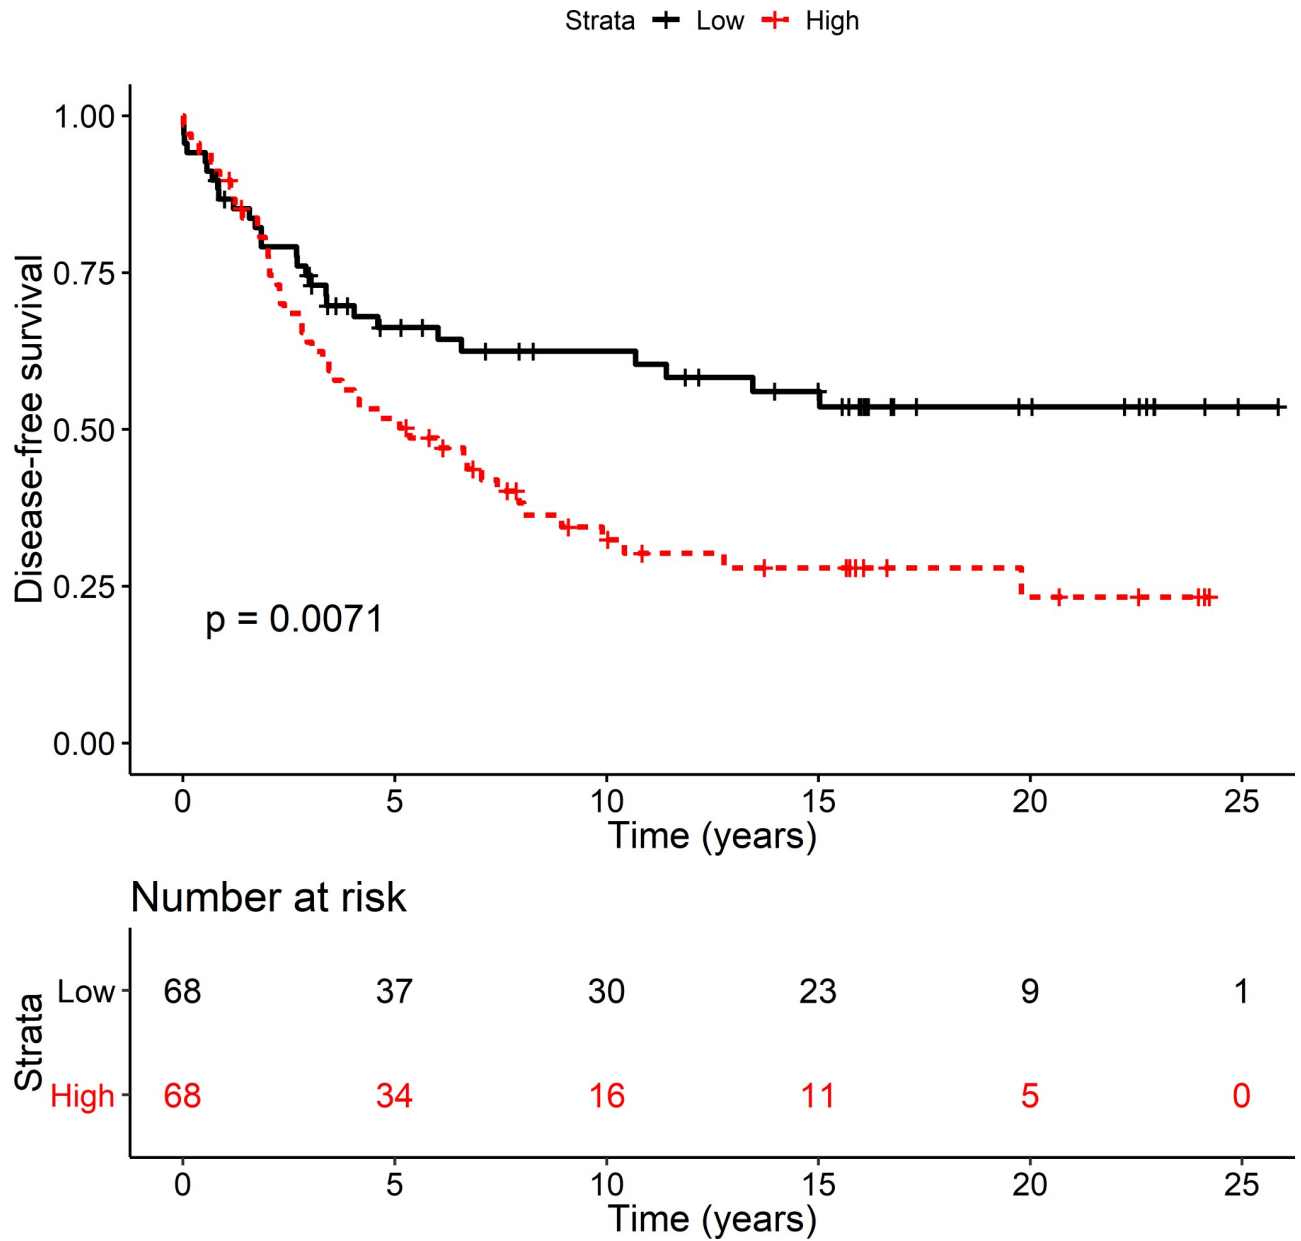 Strata Low High
Disease-free survival
1.00
0.75
0.50
0.25
0.00
p = 0.0071
0 5 10 15 20 25
Time (years)
Number at risk
Strata
Low 68 37 30 23 9 1
High 68 34 16 11 5 0
0 5 10 15 20 25
Time (years)